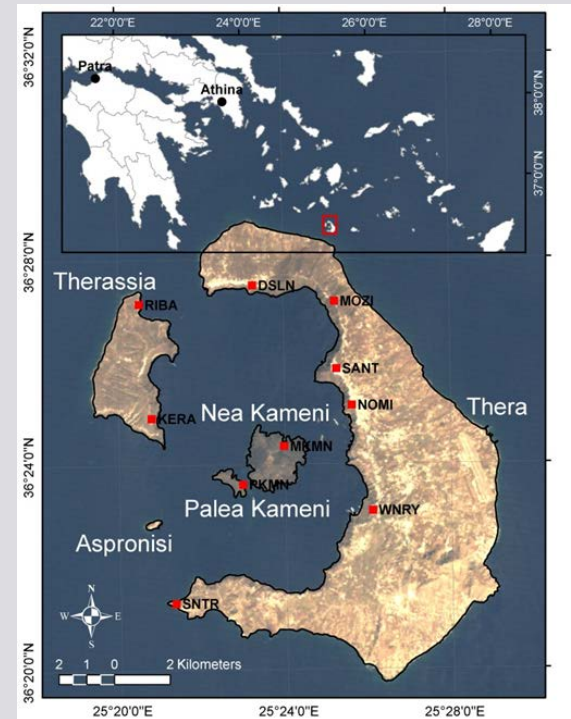 22°0'0"E 24°0'0"E 26°0'0"E 28°0'0"E
36°32'0"N
Patra
Athina
38°0'0"N
37°0'0"N
36°28'0"N
Therassia
DSLN
RIBA
MOZI
SANT
NOMI
Thera
KERA
Nea Kameni
MKMN
36°24'0"N
PKMN
Palea Kameni
WNRY
Aspronisi
SNTR
N
W E
S
2 1 0 2 Kilometers
36°20'0"N
25°20'0"E 25°24'0"E 25°28'0"E